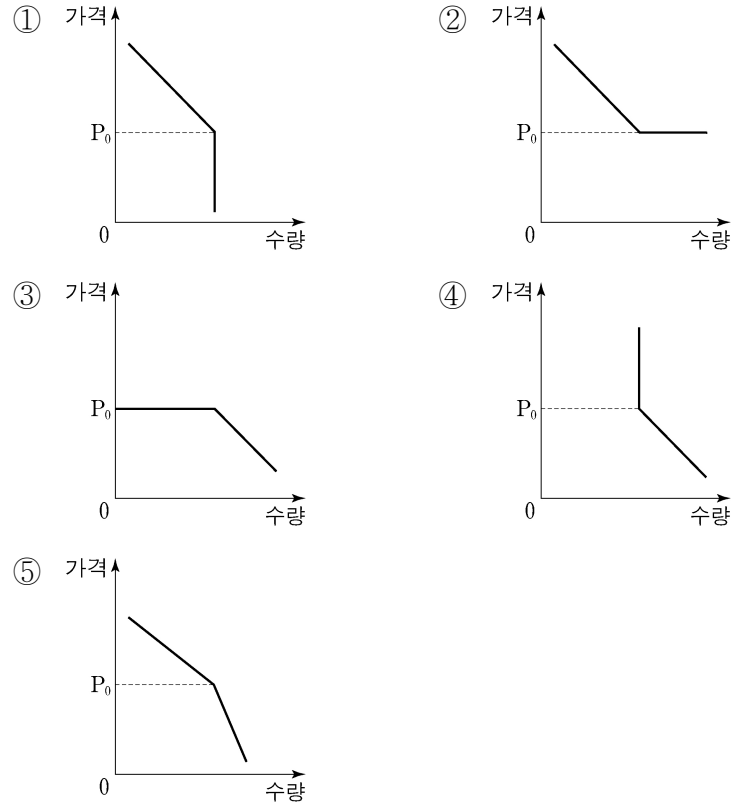 ① 가격 P₀ 0 수량
② 가격 P₀ 0 수량
③ 가격 P₀ 0 수량
④ 가격 P₀ 0 수량
⑤ 가격 P₀ 0 수량